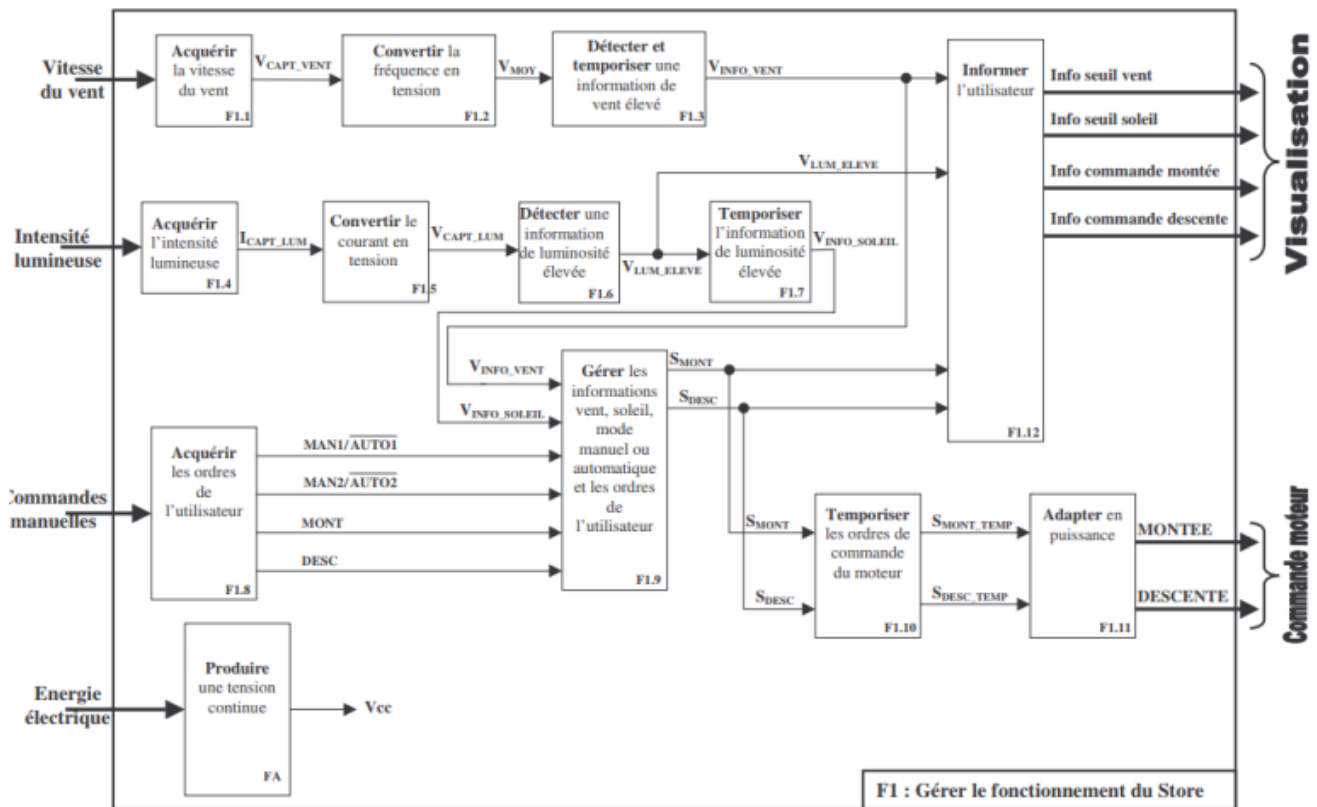 Vitesse
du vent
Acquérir
la vitesse
du vent
F1.1
VCAPT_VENT
Convertir la
fréquence en
tension
F1.2
VMOY
Détecter et
temporiser une
information de
vent élevé
F1.3
VINFO_VENT
Informer
l'utilisateur
F1.12
Info seuil vent
Info seuil soleil
Info commande montée
Info commande descente
Visualisation
VLUM_ELEVE
Intensité
lumineuse
Acquérir
l'intensité
lumineuse
F1.4
ICAPT_LUM
Convertir le
courant en
tension
F1.5
VCAPT_LUM
Détecter une
information
de luminosité
élevée
F1.6
VLUM_ELEVE
Temporiser
l'information
de luminosité
élevée
F1.7
VINFO_SOLEIL
VINFO_VENT
VINFO_SOLEIL
Commandes
manuelles
Acquérir
les ordres
de
l'utilisateur
F1.8
MAN1/A̅U̅T̅O̅1̅
MAN2/A̅U̅T̅O̅2̅
MONT
DESC
Gérer les
informations
vent, soleil,
mode
manuel ou
automatique
et les ordres
de
l'utilisateur
F1.9
SMONT
SDESC
SMONT
SDESC
Temporiser
les ordres de
commande
du moteur
F1.10
SMONT_TEMP
SDESC_TEMP
Adapter en
puissance
F1.11
MONTEE
DESCENTE
Commande moteur
Energie
électrique
Produire
une tension
continue
FA
Vcc
F1 : Gérer le fonctionnement du Store